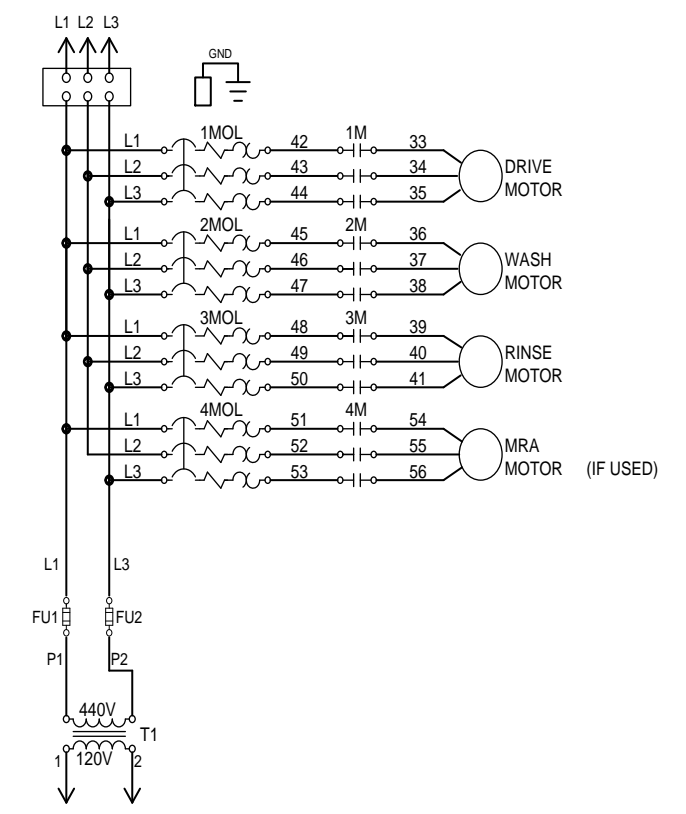 L1 L2 L3
GND
L1 1MOL 42 1M 33
L2 43 34 DRIVE
L3 44 35 MOTOR
L1 2MOL 45 2M 36
L2 46 37 WASH
L3 47 38 MOTOR
L1 3MOL 48 3M 39
L2 49 40 RINSE
L3 50 41 MOTOR
L1 4MOL 51 4M 54
L2 52 55 MRA
L3 53 56 MOTOR (IF USED)
L1 L3
FU1 FU2
P1 P2
440V
T1
1 120V 2